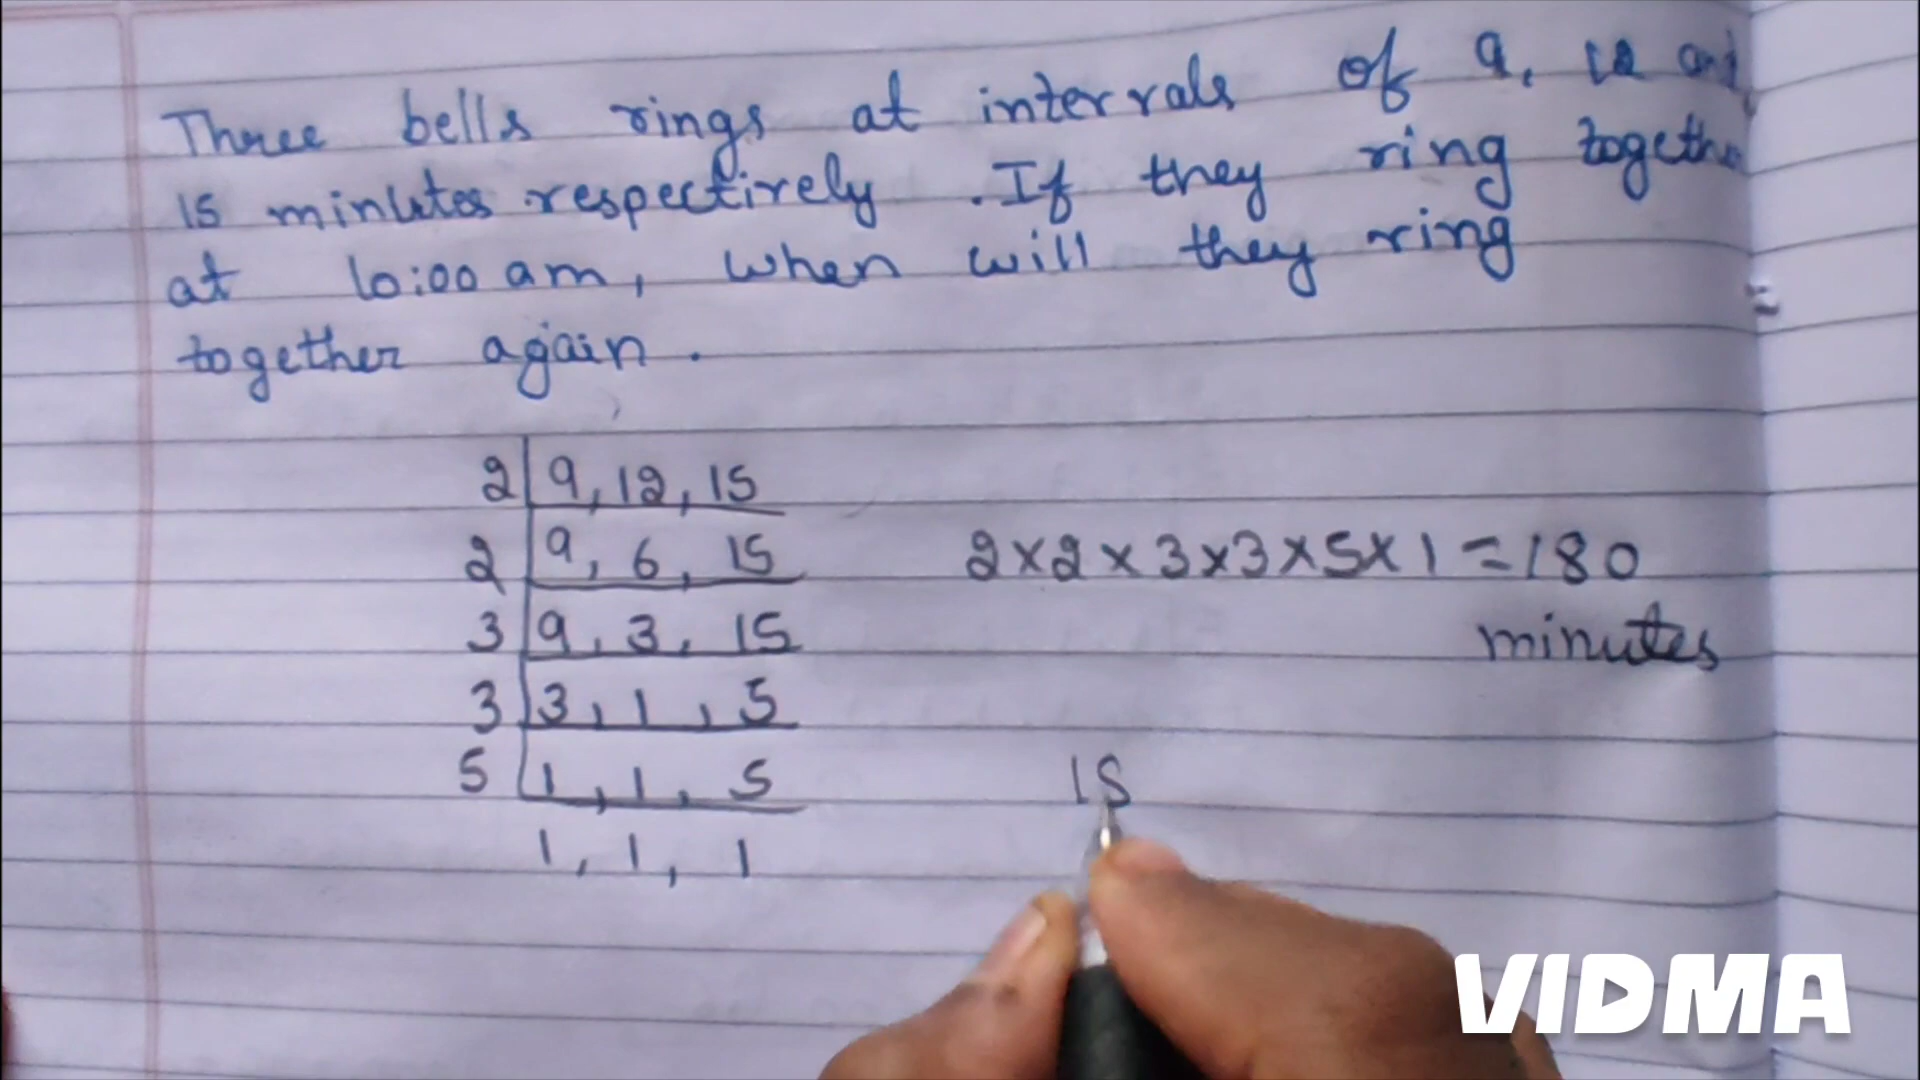 Three bells rings at intervals of 9, 12 and
15 minutes respectively. If they ring together
at 10:00 am, when will they ring
together again.
2 9, 12, 15
2 9, 6, 15
2×2×3×3×5×1 = 180
minutes
3 9, 3, 15
3 3, 1, 5
5 1, 1, 5
1, 1, 1
15
VIDMA